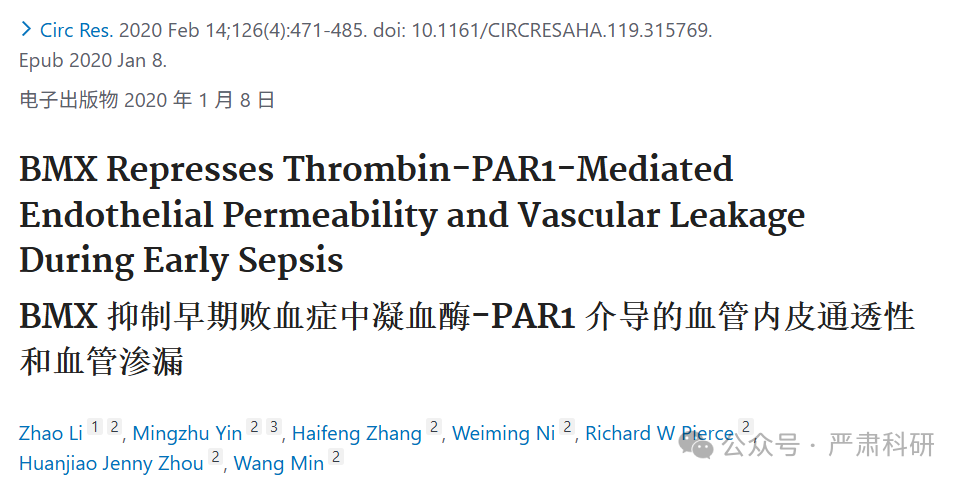 Circ Res. 2020 Feb 14;126(4):471-485. doi: 10.1161/CIRCRESAHA.119.315769.
Epub 2020 Jan 8.
电子出版物 2020 年 1 月 8 日
BMX Represses Thrombin-PAR1-Mediated
Endothelial Permeability and Vascular Leakage
During Early Sepsis
BMX 抑制早期败血症中凝血酶-PAR1 介导的血管内皮通透性
和血管渗漏
Zhao Li 1 2, Mingzhu Yin 2 3, Haifeng Zhang 2, Weiming Ni 2, Richard W Pierce 2,
Huanjiao Jenny Zhou 2, Wang Min 2
公众号 · 严肃科研